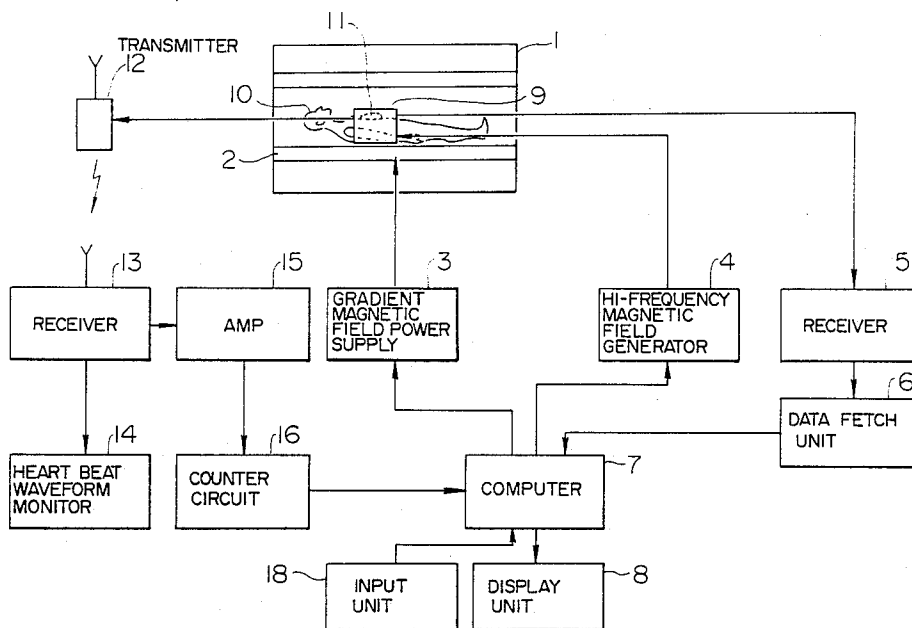 TRANSMITTER
12
11
1
10
9
2
13
15
3
4
5
RECEIVER
AMP
GRADIENT
MAGNETIC
FIELD POWER
SUPPLY
HI-FREQUENCY
MAGNETIC
FIELD
GENERATOR
RECEIVER
6
DATA FETCH
UNIT
14
16
7
HEART BEAT
WAVEFORM
MONITOR
COUNTER
CIRCUIT
COMPUTER
18
INPUT
UNIT
DISPLAY
UNIT
8